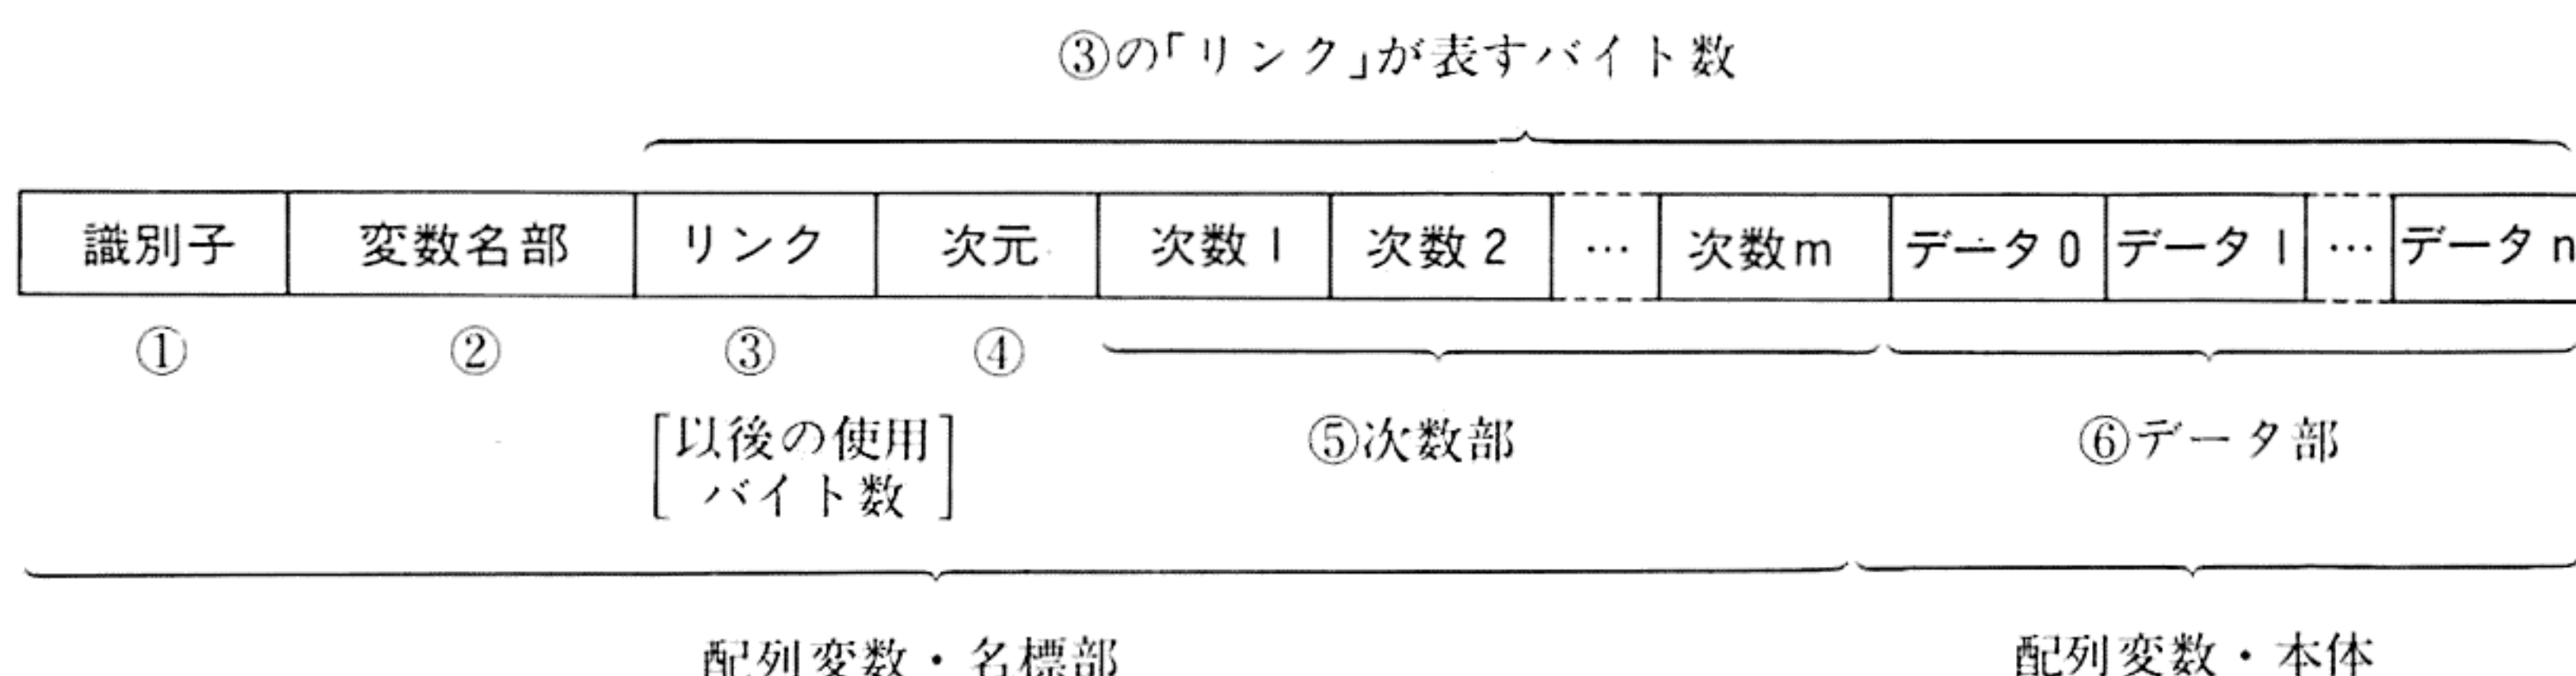 ③の「リンク」が表すバイト数
識別子 変数名部 リンク 次元 次数1 次数2 … 次数m データ0 データ1 … データn
① ② ③ ④
[以後の使用バイト数]
⑤次数部 ⑥データ部
配列変数・名標部 配列変数・本体